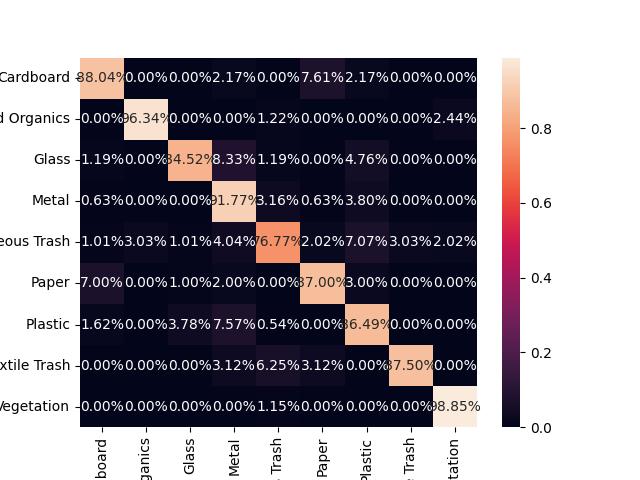 Cardboard 88.04% 0.00% 0.00% 2.17% 0.00% 7.61% 2.17% 0.00% 0.00%
d Organics 0.00% 96.34% 0.00% 0.00% 1.22% 0.00% 0.00% 0.00% 2.44%
0.8
Glass 1.19% 0.00% 84.52% 8.33% 1.19% 0.00% 4.76% 0.00% 0.00%
Metal 0.63% 0.00% 0.00% 91.77% 3.16% 0.63% 3.80% 0.00% 0.00%
0.6
eous Trash 1.01% 3.03% 1.01% 4.04% 76.77% 2.02% 7.07% 3.03% 2.02%
0.4
Paper 7.00% 0.00% 1.00% 2.00% 0.00% 87.00% 3.00% 0.00% 0.00%
Plastic 1.62% 0.00% 3.78% 7.57% 0.54% 0.00% 86.49% 0.00% 0.00%
0.2
xtile Trash 0.00% 0.00% 0.00% 3.12% 6.25% 3.12% 0.00% 87.50% 0.00%
Vegetation 0.00% 0.00% 0.00% 0.00% 1.15% 0.00% 0.00% 0.00% 98.85%
0.0
board
ganics
Glass
Metal
Trash
Paper
Plastic
Trash
tation